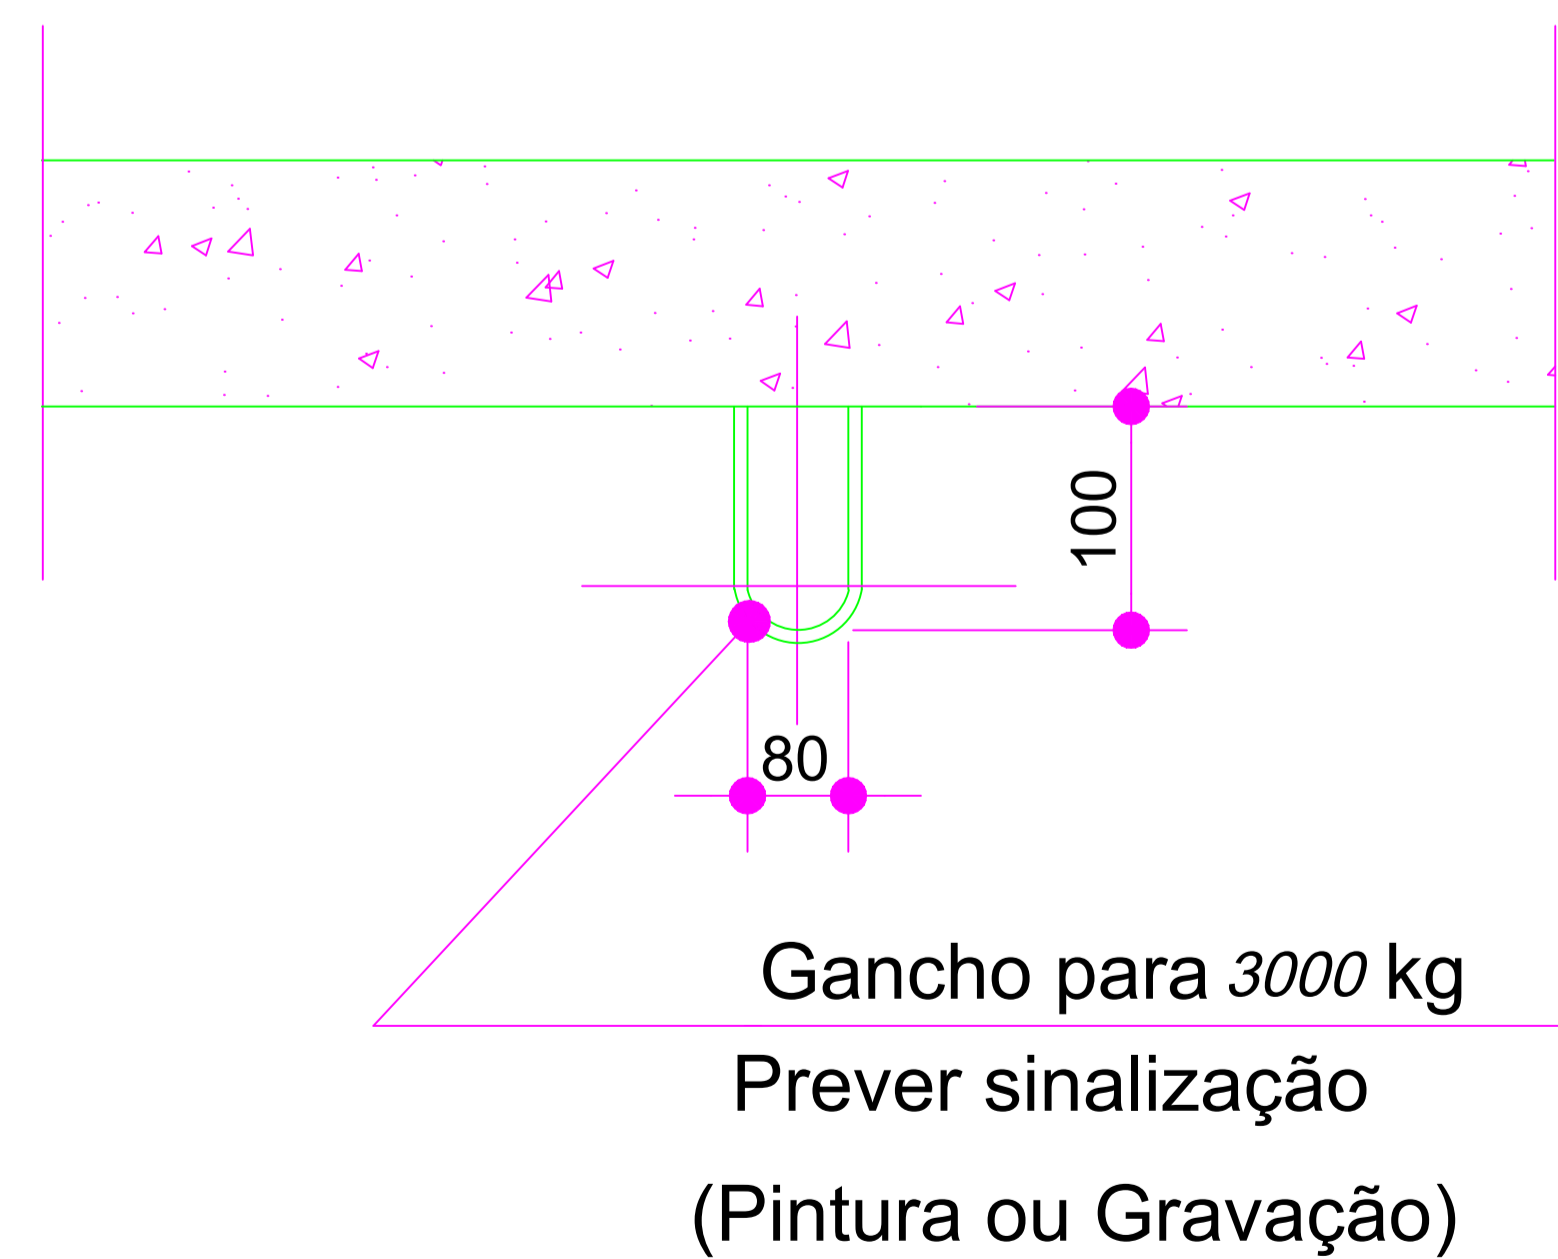 100
80
Gancho para 3000 kg
Prever sinalização
(Pintura ou Gravação)